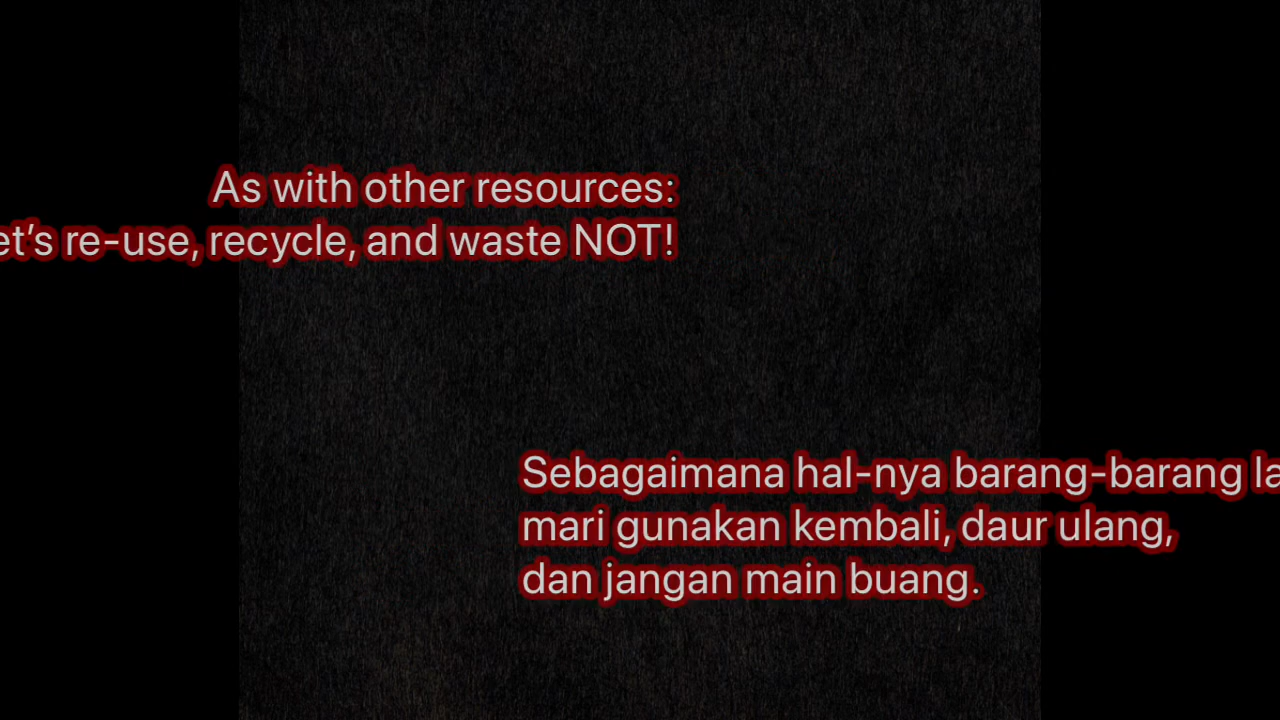 As with other resources:
et’s re-use, recycle, and waste NOT!
Sebagaimana hal-nya barang-barang la
mari gunakan kembali, daur ulang,
dan jangan main buang.